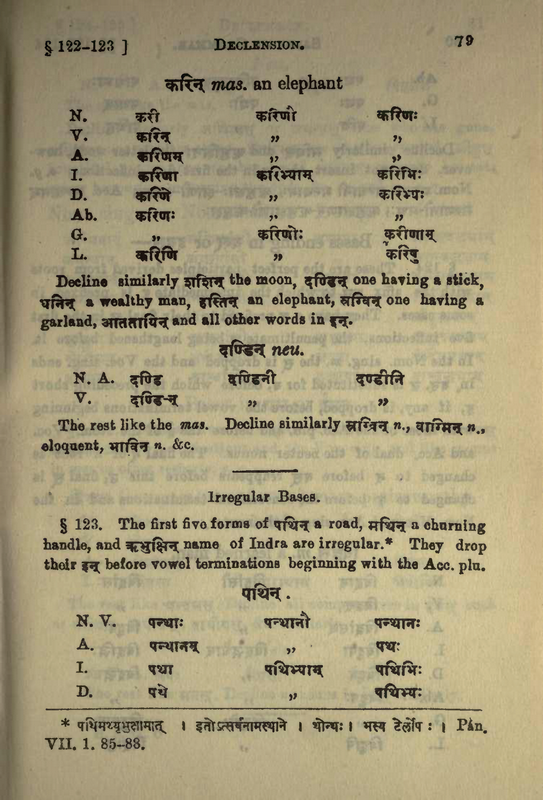 § 122-123 ] DECLENSION. 79
करिन् mas. an elephant
N. करी करिणौ करिणः
V. करिन् ,, ,,
A. करिणम् ,, ,,
I. करिणा करिभ्याम् करिभिः
D. करिणे ,, करिभ्यः
Ab. करिणः ,, ,,
G. ,, करिणोः करीणाम्
L. करिणि ,, करिषु
Decline similarly शशिन् the moon, दण्डिन् one having a stick,
धनिन् a wealthy man, हस्तिन् an elephant, स्रग्विन् one having a
garland, आततायिन् and all other words in इन्.
दण्डिन् neu.
N. A. दण्डि दण्डिनी दण्डीनि
V. दण्डि-न् ,, ,,
The rest like the mas. Decline similarly स्रग्विन् n., वाग्मिन् n.,
eloquent, भाविन n. &c.
Irregular Bases.
§ 123. The first five forms of पथिन् a road, मथिन् a churning
handle, and ऋभुक्षिन् name of Indra are irregular.* They drop
their इन् before vowel terminations beginning with the Acc. plu.
पथिन् .
N. V. पन्थाः पन्थानौ पन्थानः
A. पन्थानम् ,, पथः
I. पथा पथिभ्याम् पथिभिः
D. पथे ,, पथिभ्यः
* पथिमथ्यृभुक्षामात् । इतोऽत्सर्वनामस्थाने । थोन्थः । भस्य टेर्लोपः । Pán.
VII. 1. 85-88.